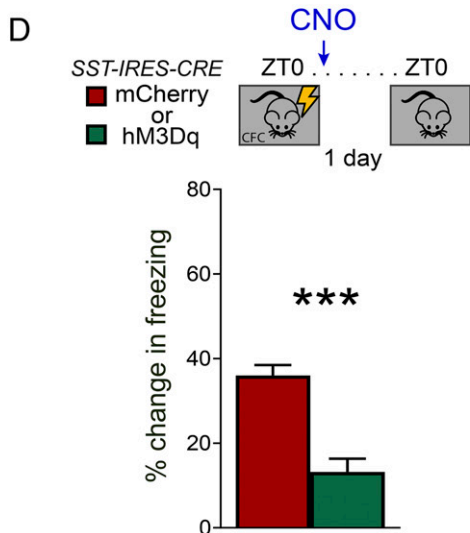 D
CNO
SST-IRES-CRE
ZT0 . . . . . . . ZT0
mCherry
or
hM3Dq
CFC
1 day
% change in freezing
80
60
40
20
0
***